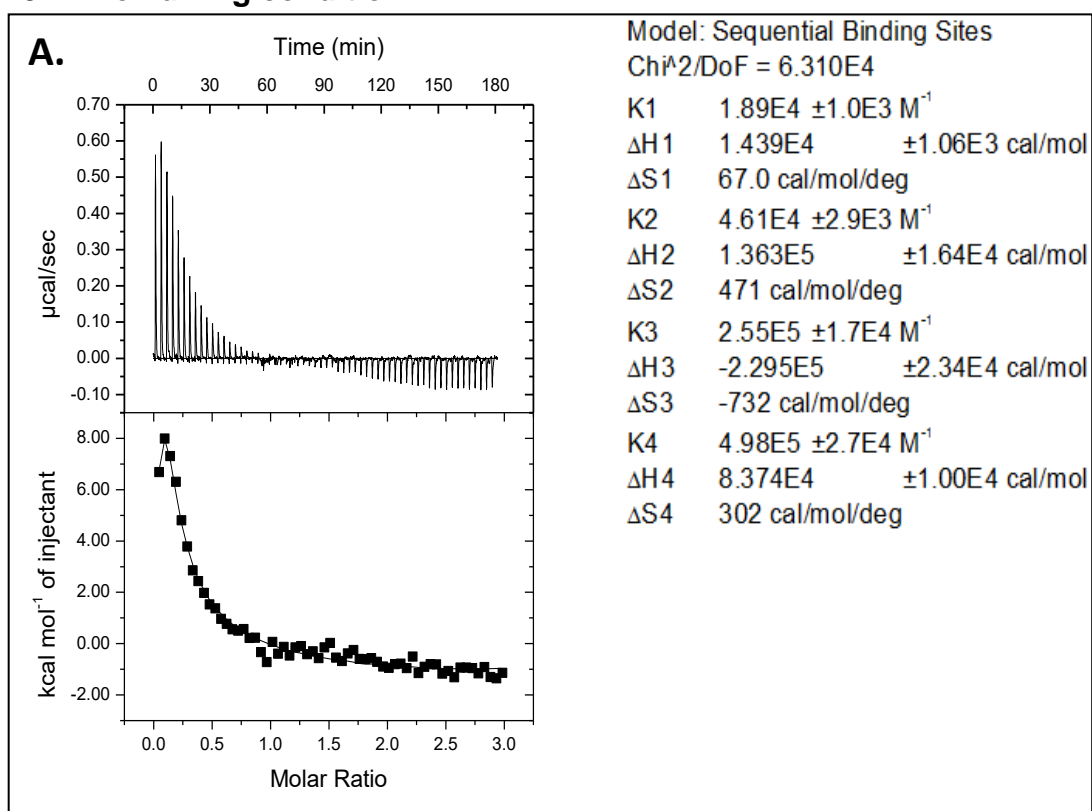 A.
Time (min)
0 30 60 90 120 150 180
0.70
0.60
0.50
0.40
0.30
0.20
0.10
0.00
-0.10
µcal/sec
8.00
6.00
4.00
2.00
0.00
-2.00
kcal mol⁻¹ of injectant
0.0 0.5 1.0 1.5 2.0 2.5 3.0
Molar Ratio
Model: Sequential Binding Sites
Chi^2/DoF = 6.310E4
K1 1.89E4 ±1.0E3 M⁻¹
ΔH1 1.439E4 ±1.06E3 cal/mol
ΔS1 67.0 cal/mol/deg
K2 4.61E4 ±2.9E3 M⁻¹
ΔH2 1.363E5 ±1.64E4 cal/mol
ΔS2 471 cal/mol/deg
K3 2.55E5 ±1.7E4 M⁻¹
ΔH3 -2.295E5 ±2.34E4 cal/mol
ΔS3 -732 cal/mol/deg
K4 4.98E5 ±2.7E4 M⁻¹
ΔH4 8.374E4 ±1.00E4 cal/mol
ΔS4 302 cal/mol/deg